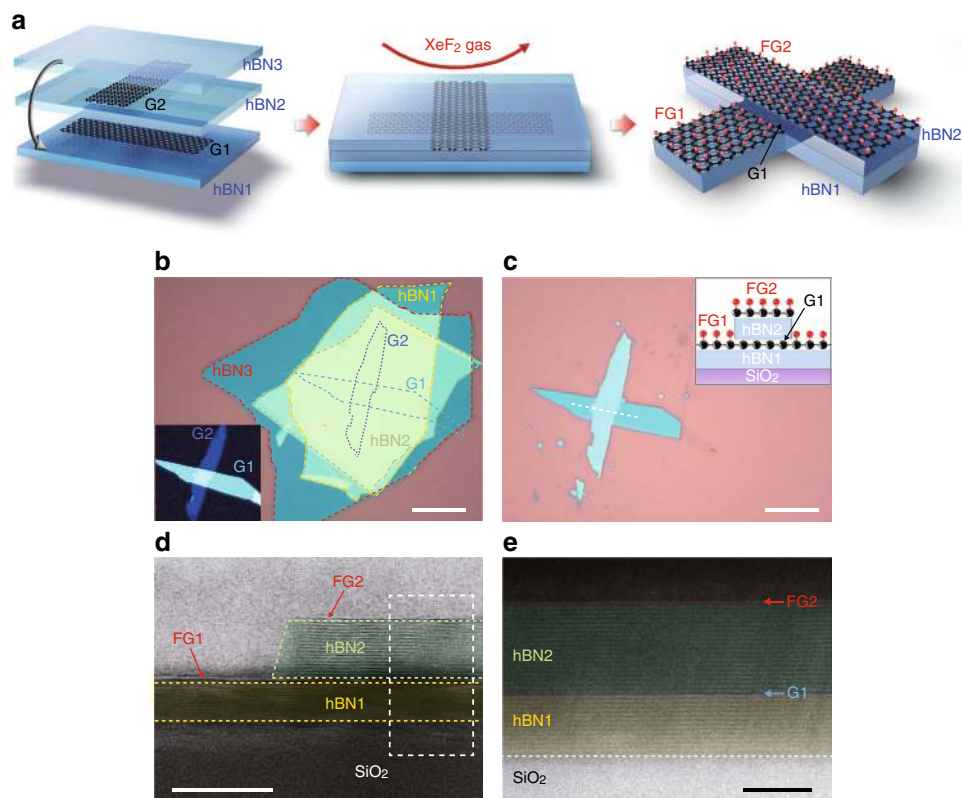 a
XeF2 gas
hBN3
G2
hBN2
G1
hBN1
FG2
FG1
hBN2
G1
hBN1
b
hBN1
G2
hBN3
G1
hBN2
G2
G1
c
FG2
G1
FG1
hBN2
hBN1
SiO2
d
FG2
FG1
hBN2
hBN1
SiO2
e
FG2
hBN2
G1
hBN1
SiO2